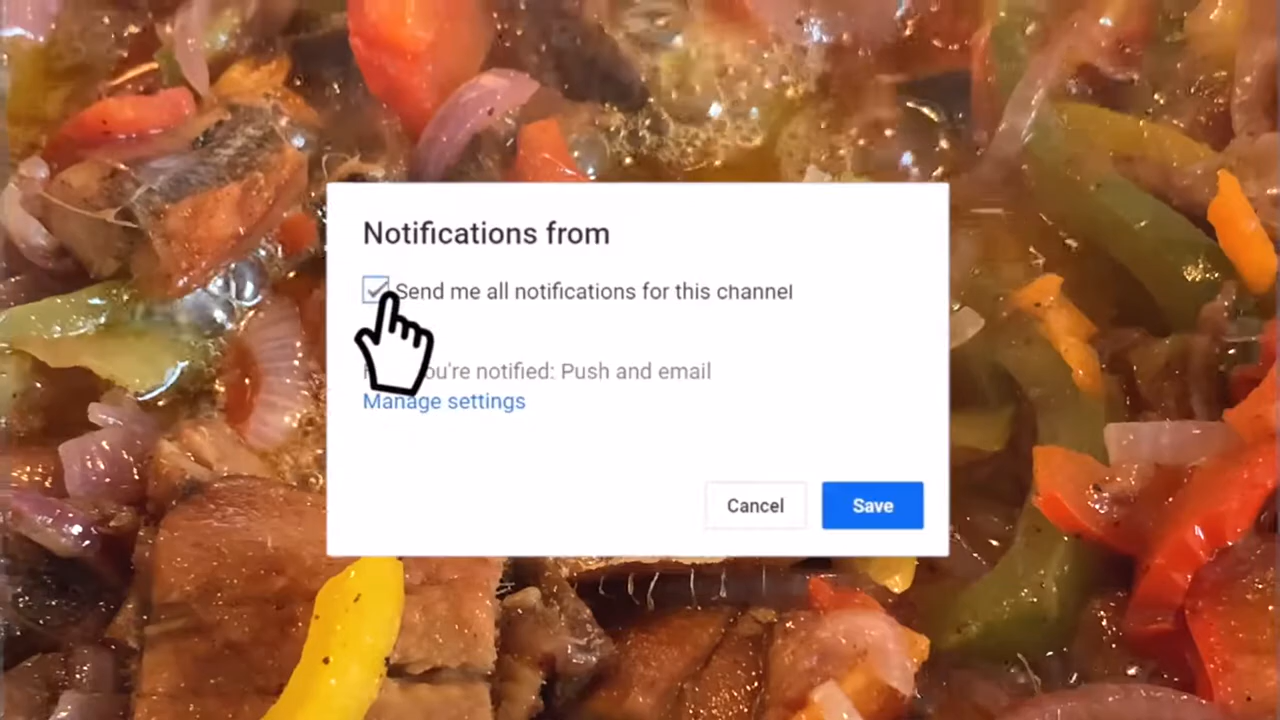 Notifications from
Send me all notifications for this channel
you're notified: Push and email
Manage settings
Cancel
Save